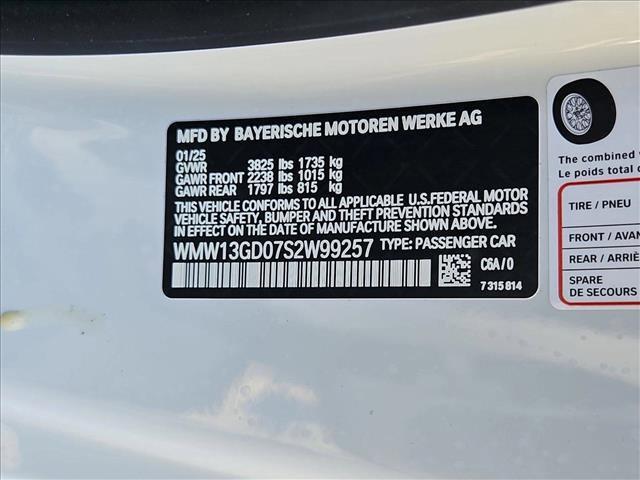 MFD BY BAYERISCHE MOTOREN WERKE AG
01/25
GVWR 3825 lbs 1735 kg
GAWR FRONT 2238 lbs 1015 kg
GAWR REAR 1797 lbs 815 kg
THIS VEHICLE CONFORMS TO ALL APPLICABLE U.S.FEDERAL MOTOR
VEHICLE SAFETY, BUMPER AND THEFT PREVENTION STANDARDS
IN EFFECT ON THE DATE OF MANUFACTURE SHOWN ABOVE.
WMW13GD07S2W99257 TYPE: PASSENGER CAR
C6A/0
7315814
The combined
Le poids total
TIRE / PNEU
FRONT / AVAN
REAR / ARRIÈ
SPARE
DE SECOURS